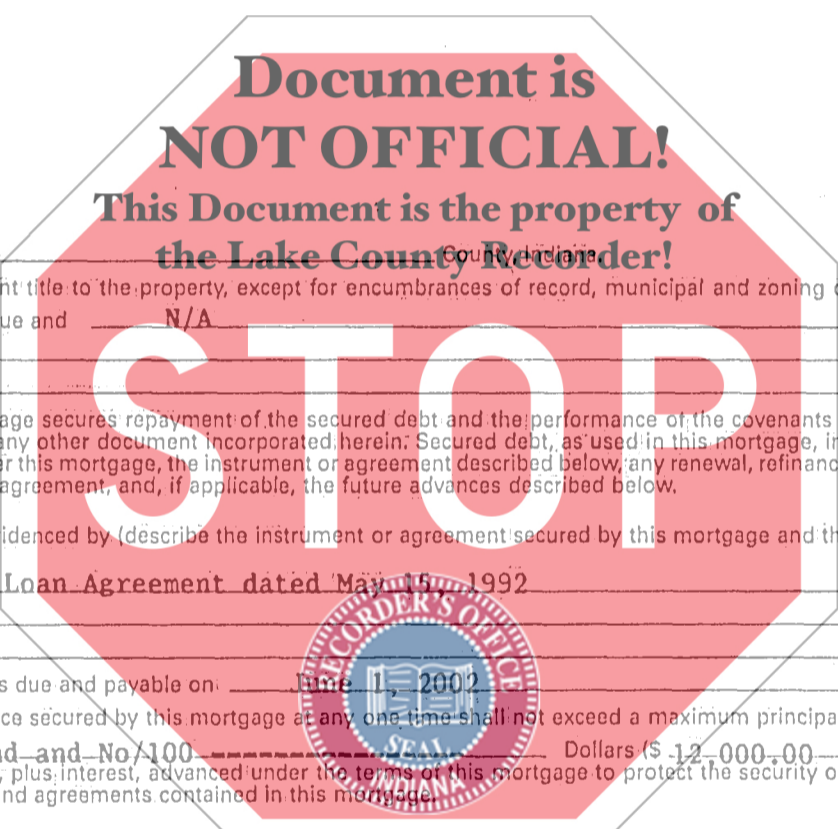 Document is
NOT OFFICIAL!
This Document is the property of
the Lake County Recorder!
County, Indiana.
nt title to the property, except for encumbrances of record, municipal and zoning
ue and N/A
STOP
age secures repayment of the secured debt and the performance of the covenants
any other document incorporated herein. Secured debt, as used in this mortgage, in
r this mortgage, the instrument or agreement described below, any renewal, refinanc
agreement, and, if applicable, the future advances described below.
idenced by (describe the instrument or agreement secured by this mortgage and th
Loan Agreement dated May 15, 1992
RECORDER'S OFFICE
s due and payable on June 1, 2002
ce secured by this mortgage at any one time shall not exceed a maximum principa
SEAL
nd and No/100 ---------------- Dollars ($ 12,000.00
, plus interest, advanced under the terms of this mortgage to protect the security o
INDIANA
nd agreements contained in this mortgage.